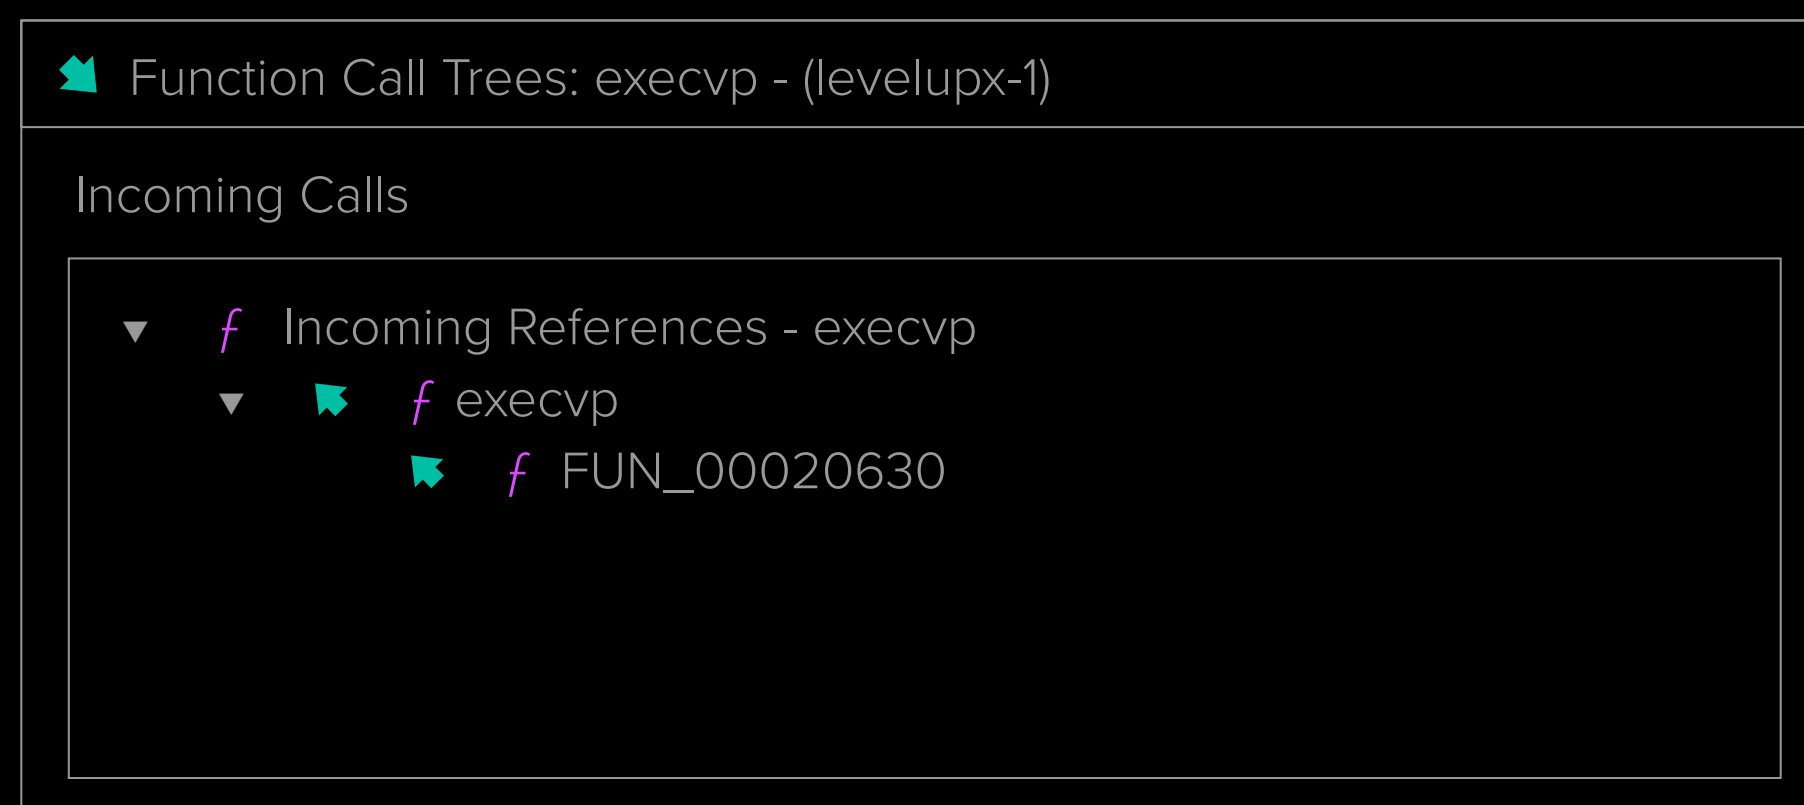 Function Call Trees: execvp - (levelupx-1)
Incoming Calls
▼ ƒ Incoming References - execvp
▼ ƒ execvp
ƒ FUN_00020630